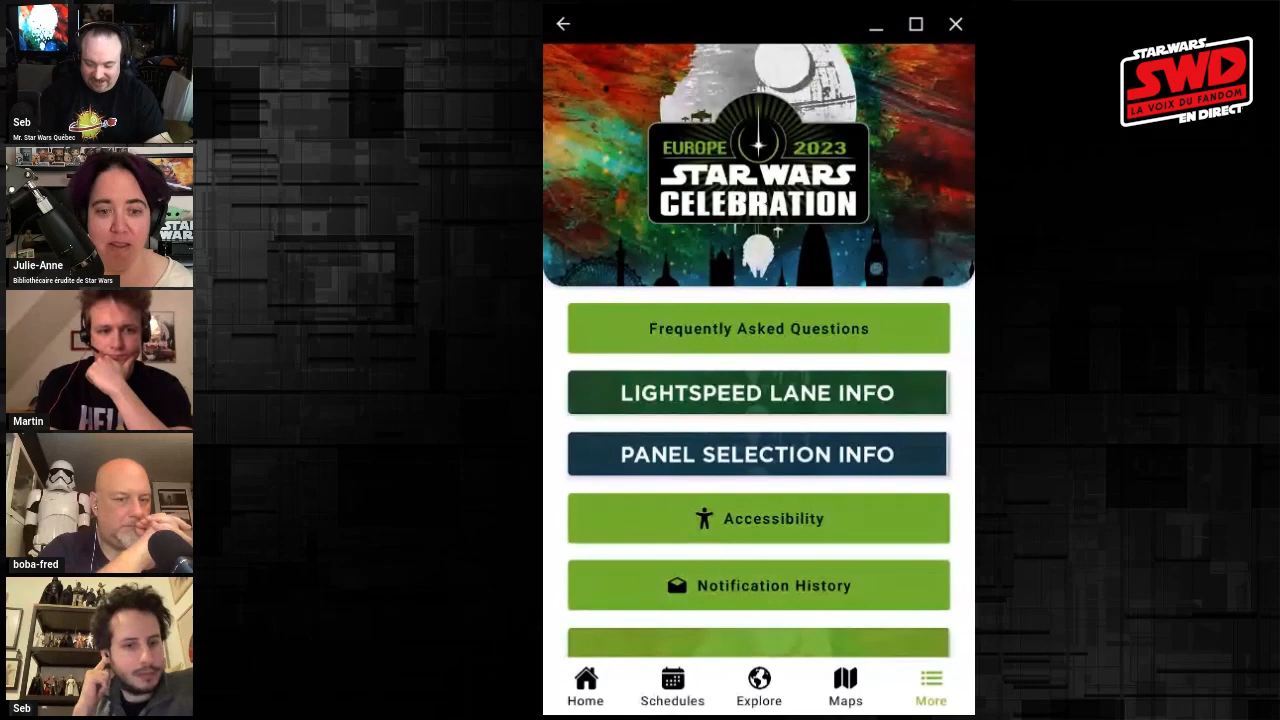 Seb
Mr. Star Wars Québec
STAR
WARS
Julie-Anne
Bibliothécaire érudite de Star Wars
Martin
boba-fred
Seb
EUROPE 2023
STAR WARS
CELEBRATION
Frequently Asked Questions
LIGHTSPEED LANE INFO
PANEL SELECTION INFO
Accessibility
Notification History
Home
Schedules
Explore
Maps
More
STAR WARS
SWD
LA VOIX DU FANDOM
EN DIRECT